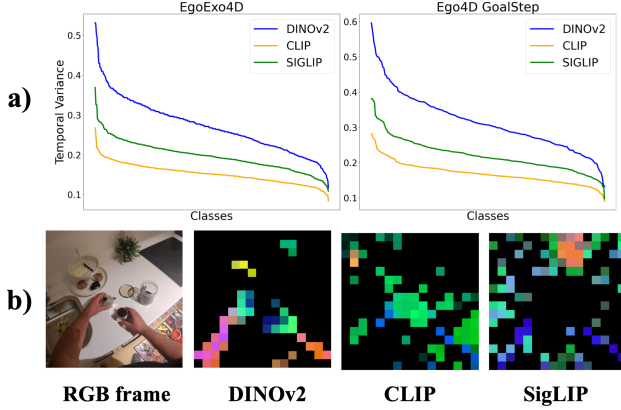 EgoExo4D
Ego4D GoalStep
a)
Temporal Variance
0.5
0.4
0.3
0.2
0.1
DINOv2
CLIP
SIGLIP
0.6
0.5
0.4
0.3
0.2
0.1
DINOv2
CLIP
SIGLIP
Classes
Classes
b)
RGB frame
DINOv2
CLIP
SigLIP